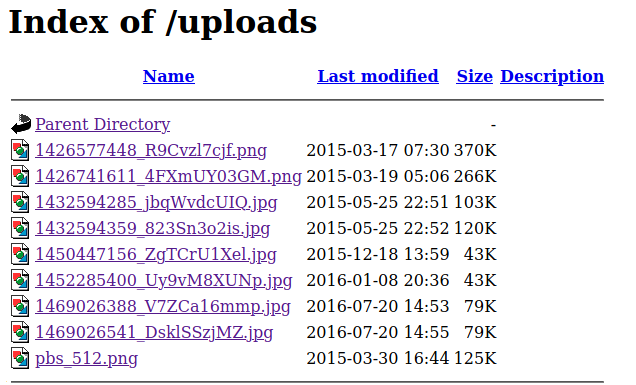 Index of /uploads
Name Last modified Size Description
Parent Directory -
1426577448_R9Cvzl7cjf.png 2015-03-17 07:30 370K
1426741611_4FXmUY03GM.png 2015-03-19 05:06 266K
1432594285_jbqWvdcUIQ.jpg 2015-05-25 22:51 103K
1432594359_823Sn3o2is.jpg 2015-05-25 22:52 120K
1450447156_ZgTCrU1Xel.jpg 2015-12-18 13:59 43K
1452285400_Uy9vM8XUNp.jpg 2016-01-08 20:36 43K
1469026388_V7ZCa16mmp.jpg 2016-07-20 14:53 79K
1469026541_DsklSSzjMZ.jpg 2016-07-20 14:55 79K
pbs_512.png 2015-03-30 16:44 125K